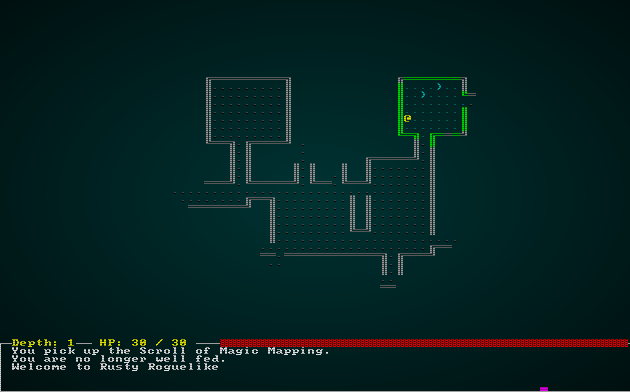 Depth: 1 HP: 30 / 30
You pick up the Scroll of Magic Mapping.
You are no longer well fed.
Welcome to Rusty Roguelike